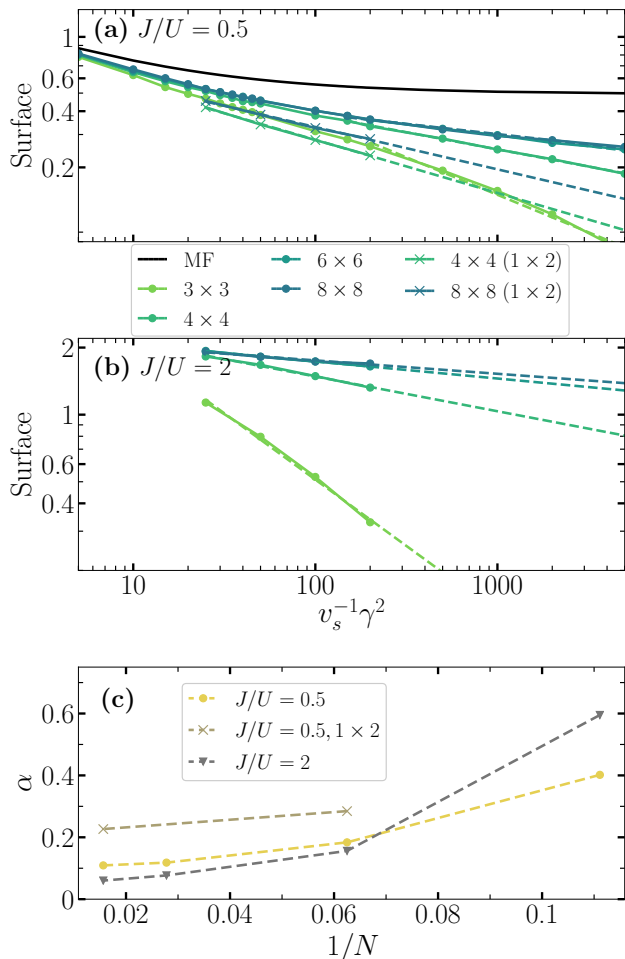 (a) J/U = 0.5
1
0.6
0.4
0.2
Surface
MF
3 × 3
4 × 4
6 × 6
8 × 8
4 × 4 (1 × 2)
8 × 8 (1 × 2)
(b) J/U = 2
2
1
0.6
0.4
Surface
10 100 1000
v_s^{-1}γ^2
(c)
J/U = 0.5
J/U = 0.5, 1 × 2
J/U = 2
0.6
0.4
0.2
0
α
0.02 0.04 0.06 0.08 0.1
1/N